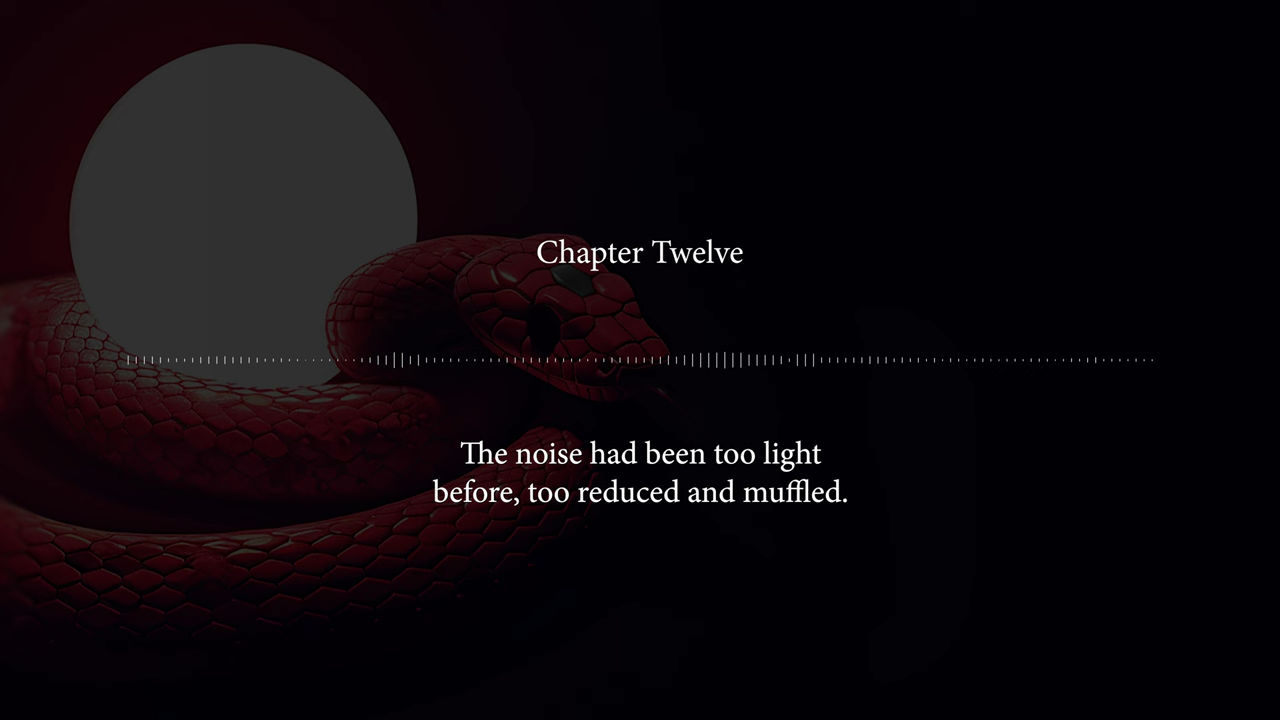 Chapter Twelve
The noise had been too light
before, too reduced and muffled.